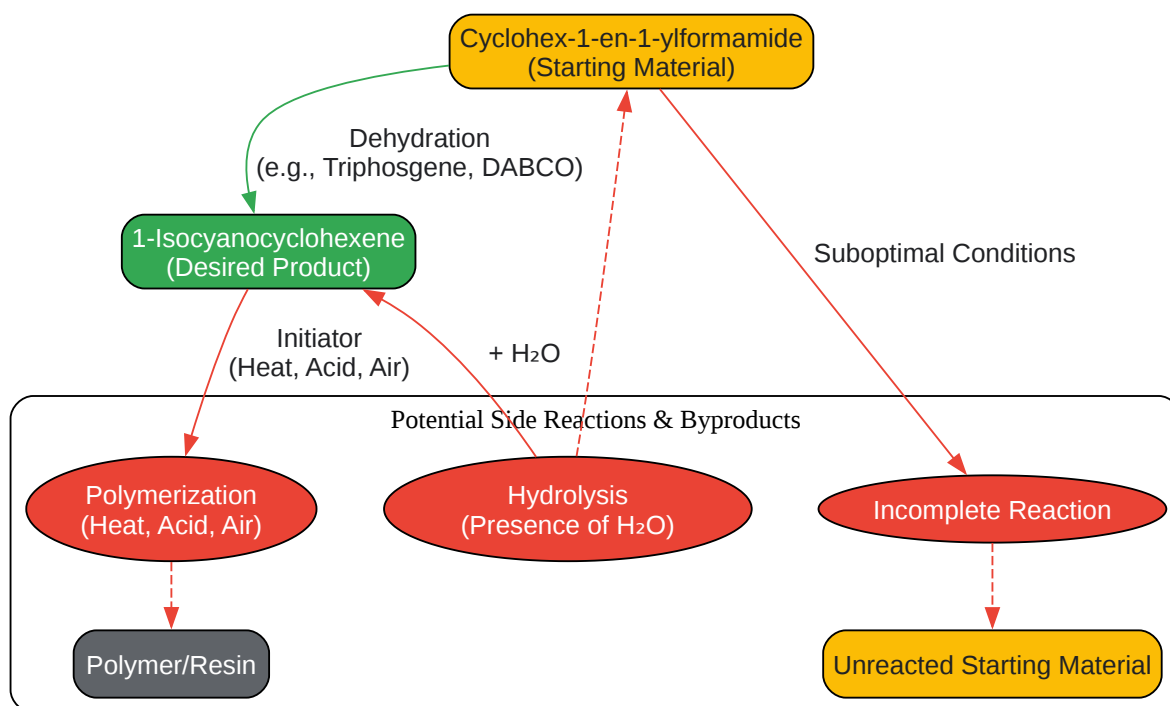 Cyclohex-1-en-1-ylformamide
(Starting Material)
Dehydration
(e.g., Triphosgene, DABCO)
1-Isocyanocyclohexene
(Desired Product)
Suboptimal Conditions
Initiator
(Heat, Acid, Air)
+ H₂O
Potential Side Reactions & Byproducts
Polymerization
(Heat, Acid, Air)
Hydrolysis
(Presence of H₂O)
Incomplete Reaction
Polymer/Resin
Unreacted Starting Material